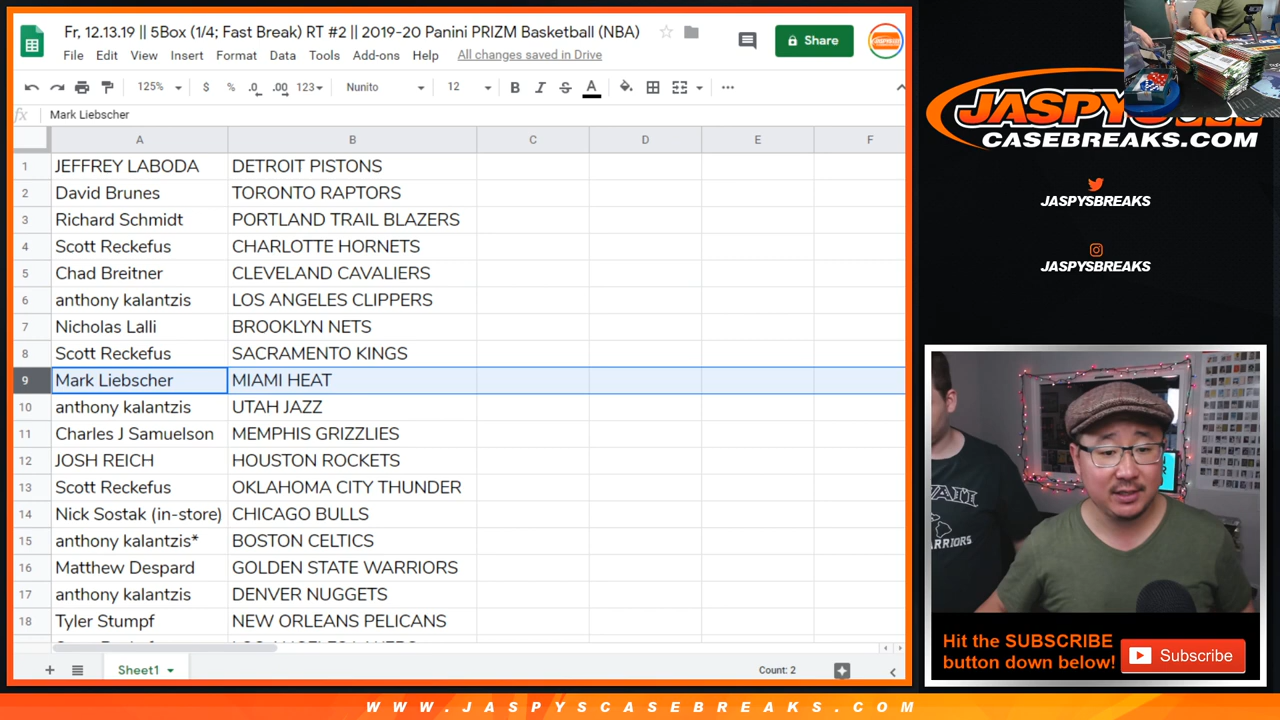 Fr, 12.13.19 || 5Box (1/4; Fast Break) RT #2 || 2019-20 Panini PRIZM Basketball (NBA)
Share
File Edit View Insert Format Data Tools Add-ons Help All changes saved in Drive
125% $ % .0 .00 123 Nunito 12 B I S A
fx Mark Liebscher
A B C D E F
1 JEFFREY LABODA DETROIT PISTONS
2 David Brunes TORONTO RAPTORS
3 Richard Schmidt PORTLAND TRAIL BLAZERS
4 Scott Reckefus CHARLOTTE HORNETS
5 Chad Breitner CLEVELAND CAVALIERS
6 anthony kalantzis LOS ANGELES CLIPPERS
7 Nicholas Lalli BROOKLYN NETS
8 Scott Reckefus SACRAMENTO KINGS
9 Mark Liebscher MIAMI HEAT
10 anthony kalantzis UTAH JAZZ
11 Charles J Samuelson MEMPHIS GRIZZLIES
12 JOSH REICH HOUSTON ROCKETS
13 Scott Reckefus OKLAHOMA CITY THUNDER
14 Nick Sostak (in-store) CHICAGO BULLS
15 anthony kalantzis* BOSTON CELTICS
16 Matthew Despard GOLDEN STATE WARRIORS
17 anthony kalantzis DENVER NUGGETS
18 Tyler Stumpf NEW ORLEANS PELICANS
Sheet1
Count: 2
CASEBREAKS.COM
JASPYSBREAKS
JASPYSBREAKS
Hit the SUBSCRIBE
button down below!
Subscribe
WWW.JASPYSCASEBREAKS.COM